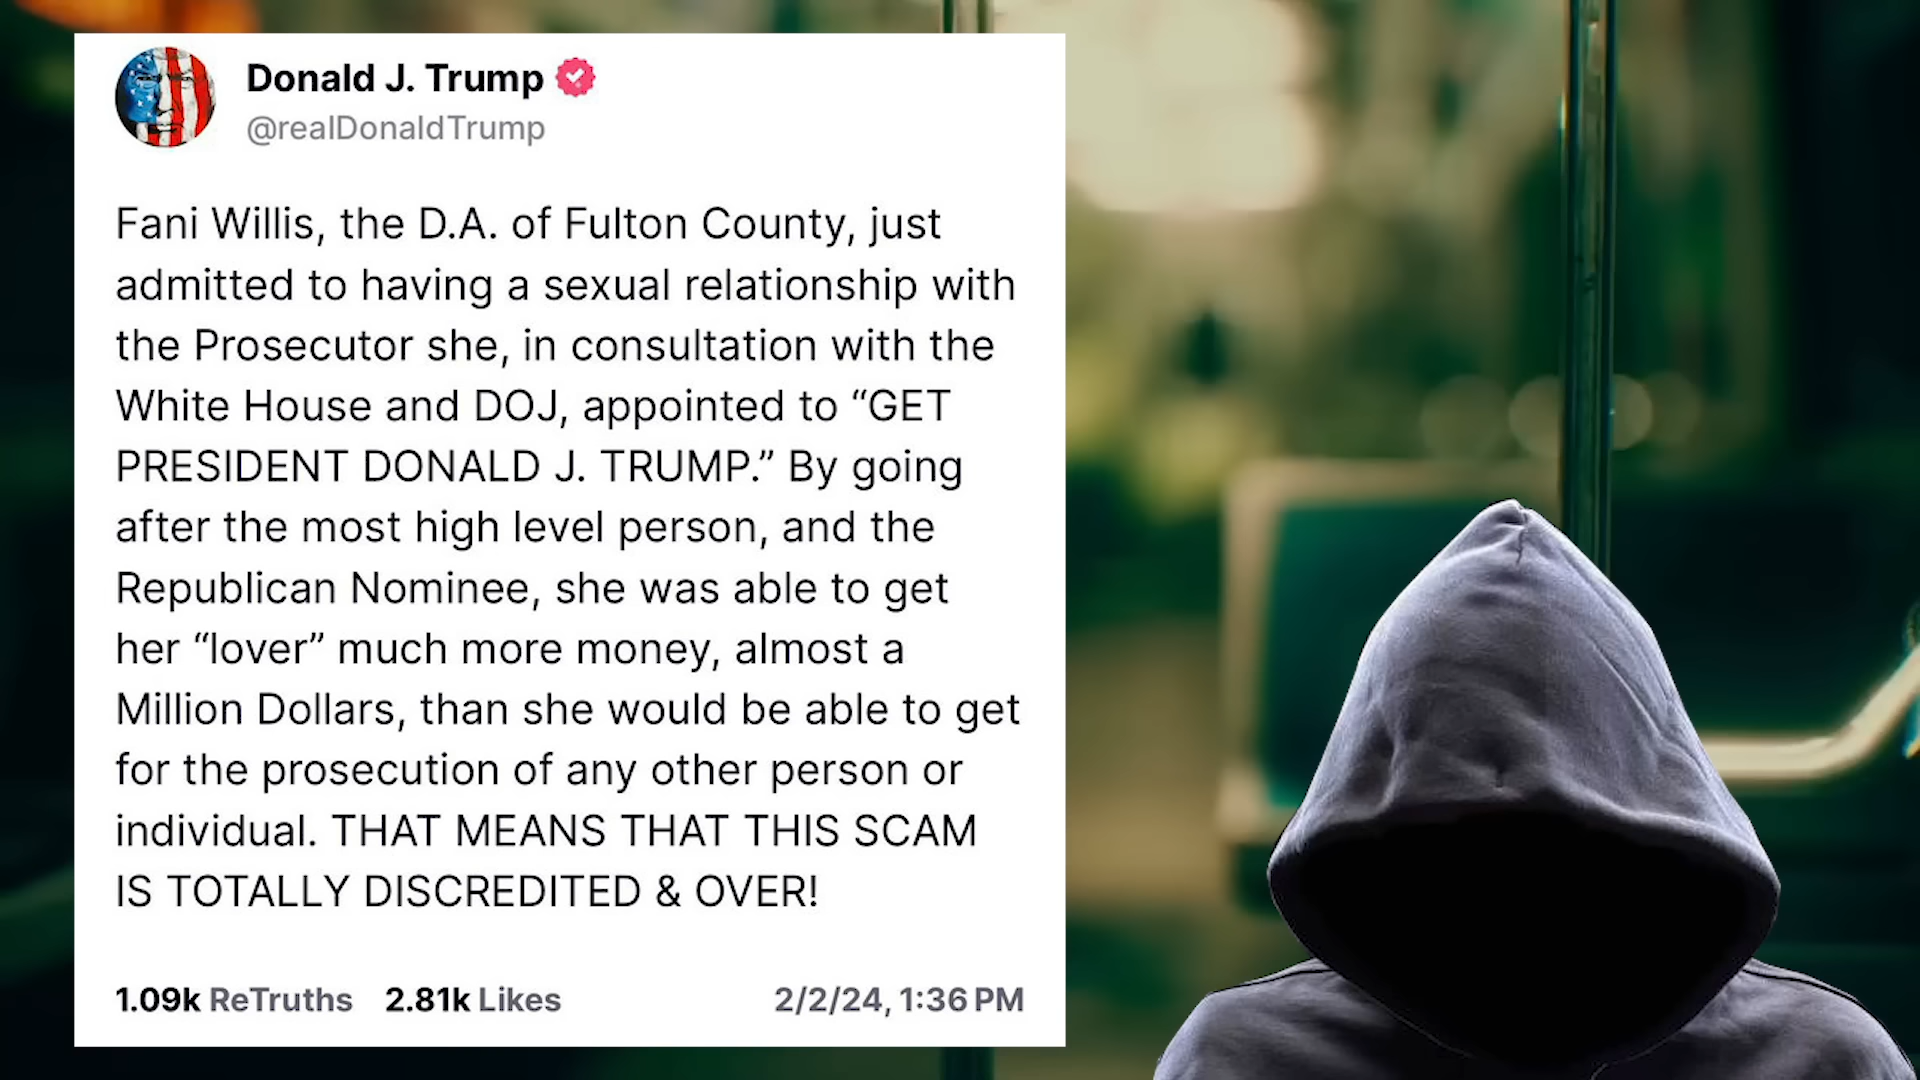 Donald J. Trump
@realDonaldTrump
Fani Willis, the D.A. of Fulton County, just
admitted to having a sexual relationship with
the Prosecutor she, in consultation with the
White House and DOJ, appointed to “GET
PRESIDENT DONALD J. TRUMP.” By going
after the most high level person, and the
Republican Nominee, she was able to get
her “lover” much more money, almost a
Million Dollars, than she would be able to get
for the prosecution of any other person or
individual. THAT MEANS THAT THIS SCAM
IS TOTALLY DISCREDITED & OVER!
1.09k ReTruths 2.81k Likes 2/2/24, 1:36 PM